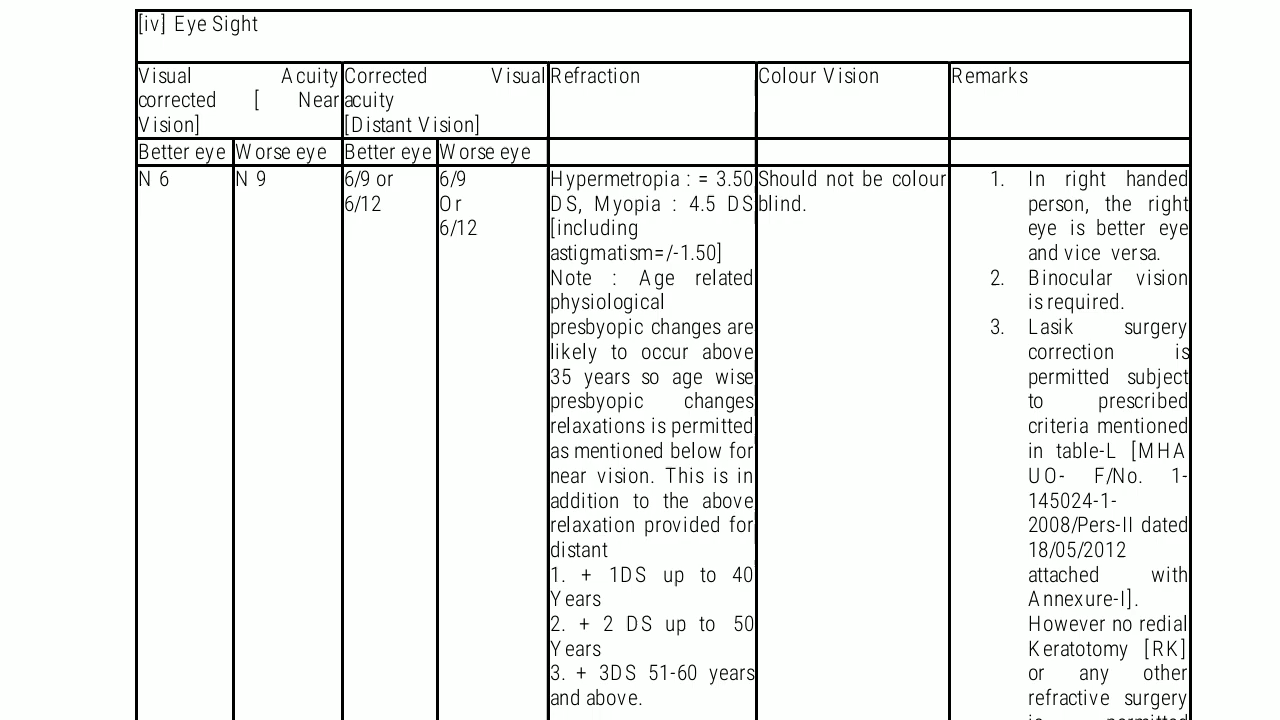 [iv] Eye Sight
Visual Acuity
corrected [ Near
Vision]
Corrected Visual
acuity
[Distant Vision]
Refraction
Colour Vision
Remarks
Better eye
Worse eye
Better eye
Worse eye
N 6
N 9
6/9 or
6/12
6/9
Or
6/12
Hypermetropia : = 3.50
DS, Myopia : 4.5 DS
[including
astigmatism=/-1.50]
Note : Age related
physiological
presbyopic changes are
likely to occur above
35 years so age wise
presbyopic changes
relaxations is permitted
as mentioned below for
near vision. This is in
addition to the above
relaxation provided for
distant
1. + 1DS up to 40
Years
2. + 2 DS up to 50
Years
3. + 3DS 51-60 years
and above.
Should not be colour
blind.
1. In right handed
person, the right
eye is better eye
and vice versa.
2. Binocular vision
is required.
3. Lasik surgery
correction is
permitted subject
to prescribed
criteria mentioned
in table-L [MHA
UO- F/No. 1-
145024-1-
2008/Pers-II dated
18/05/2012
attached with
Annexure-I].
However no redial
Keratotomy [RK]
or any other
refractive surgery
is permitted